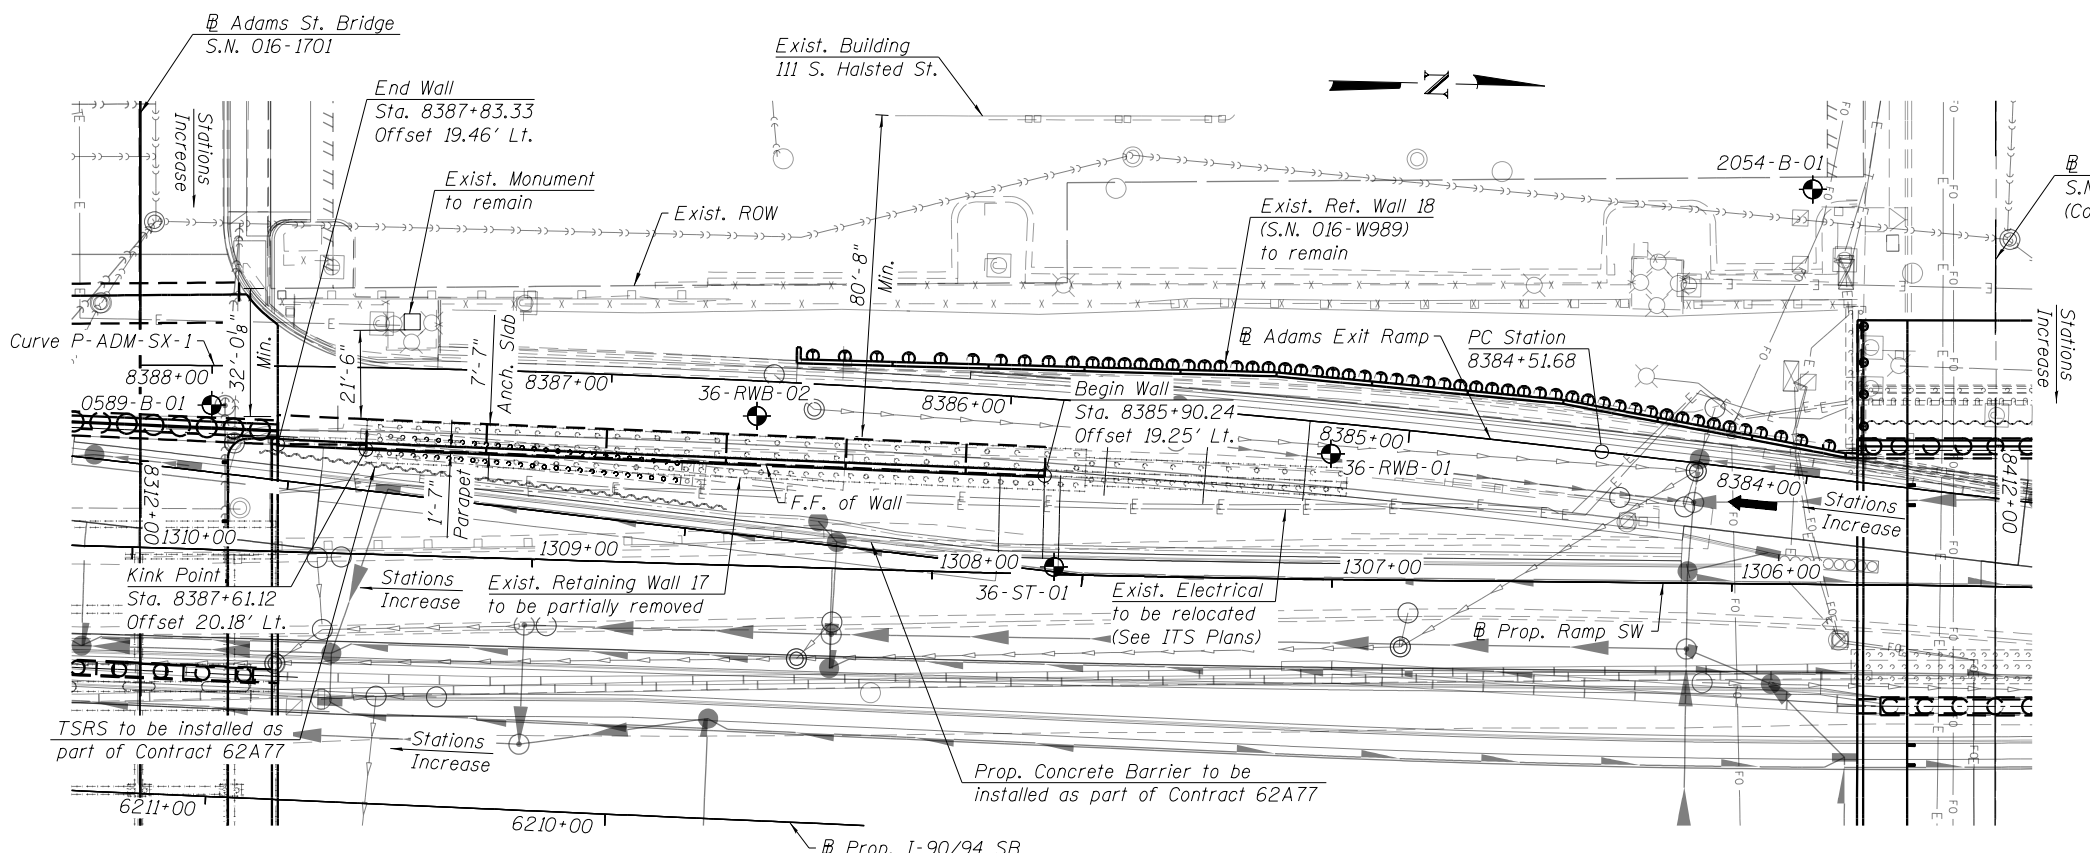 ℔ Adams St. Bridge
S.N. 016-1701
End Wall
Sta. 8387+83.33
Offset 19.46' Lt.
Exist. Building
111 S. Halsted St.
N
Stations
Increase
Exist. Monument
to remain
Exist. ROW
80'-8"
Min.
Exist. Ret. Wall 18
(S.N. 016-W989)
to remain
2054-B-01
Stations
Increase
Curve P-ADM-SX-1
8388+00
32'-0⅛"
Min.
21'-6"
7'-7"
Anch. Slab
8387+00
Adams Exit Ramp
PC Station
8384+51.68
0589-B-01
36-RWB-02
8386+00
Begin Wall
Sta. 8385+90.24
Offset 19.25' Lt.
8385+00
36-RWB-01
8384+00
Stations
Increase
8412+00
8312+00
1'-7"
Parapet
F.F. of Wall
1310+00
1309+00
1308+00
1307+00
1306+00
Kink Point
Sta. 8387+61.12
Offset 20.18' Lt.
Stations
Increase
Exist. Retaining Wall 17
to be partially removed
36-ST-01
Exist. Electrical
to be relocated
(See ITS Plans)
Prop. Ramp SW
TSRS to be installed as
part of Contract 62A77
Stations
Increase
Prop. Concrete Barrier to be
installed as part of Contract 62A77
6211+00
6210+00
Prop. I-90/94 SB